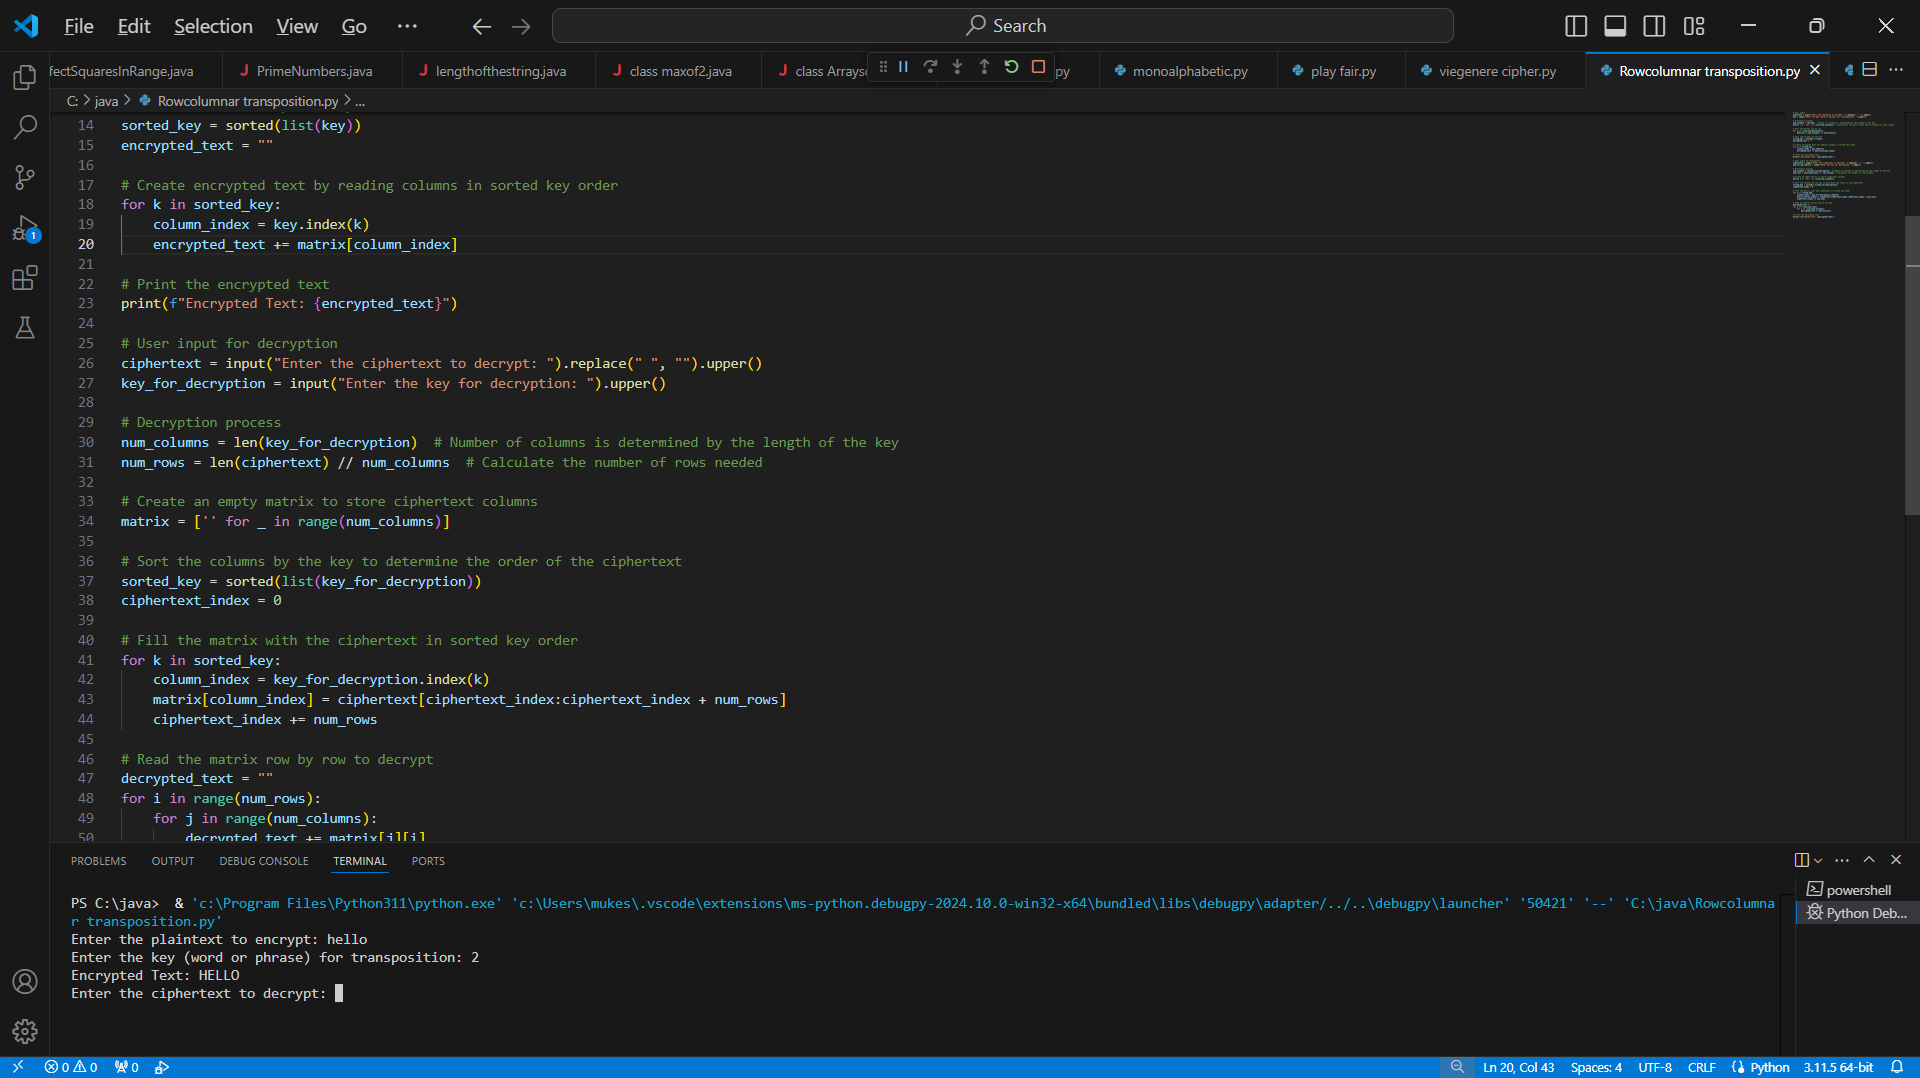 File Edit Selection View Go ··· Search
fectSquaresInRange.java PrimeNumbers.java lengthofthestring.java class maxof2.java class Arrays py monoalphabetic.py play fair.py viegenere cipher.py Rowcolumnar transposition.py
C: > java > Rowcolumnar transposition.py > ...
14 sorted_key = sorted(list(key))
15 encrypted_text = ""
16
17 # Create encrypted text by reading columns in sorted key order
18 for k in sorted_key:
19     column_index = key.index(k)
20     encrypted_text += matrix[column_index]
21
22 # Print the encrypted text
23 print(f"Encrypted Text: {encrypted_text}")
24
25 # User input for decryption
26 ciphertext = input("Enter the ciphertext to decrypt: ").replace(" ", "").upper()
27 key_for_decryption = input("Enter the key for decryption: ").upper()
28
29 # Decryption process
30 num_columns = len(key_for_decryption)  # Number of columns is determined by the length of the key
31 num_rows = len(ciphertext) // num_columns  # Calculate the number of rows needed
32
33 # Create an empty matrix to store ciphertext columns
34 matrix = ['' for _ in range(num_columns)]
35
36 # Sort the columns by the key to determine the order of the ciphertext
37 sorted_key = sorted(list(key_for_decryption))
38 ciphertext_index = 0
39
40 # Fill the matrix with the ciphertext in sorted key order
41 for k in sorted_key:
42     column_index = key_for_decryption.index(k)
43     matrix[column_index] = ciphertext[ciphertext_index:ciphertext_index + num_rows]
44     ciphertext_index += num_rows
45
46 # Read the matrix row by row to decrypt
47 decrypted_text = ""
48 for i in range(num_rows):
49     for j in range(num_columns):
50         decrypted_text += matrix[j][i]
PROBLEMS OUTPUT DEBUG CONSOLE TERMINAL PORTS
powershell
Python Deb...
PS C:\java>  & 'c:\Program Files\Python311\python.exe' 'c:\Users\mukes\.vscode\extensions\ms-python.debugpy-2024.10.0-win32-x64\bundled\libs\debugpy\adapter/../..\debugpy\launcher' '50421' '--' 'C:\java\Rowcolumna
r transposition.py'
Enter the plaintext to encrypt: hello
Enter the key (word or phrase) for transposition: 2
Encrypted Text: HELLO
Enter the ciphertext to decrypt:
1
0 0 0 Ln 20, Col 43 Spaces: 4 UTF-8 CRLF Python 3.11.5 64-bit